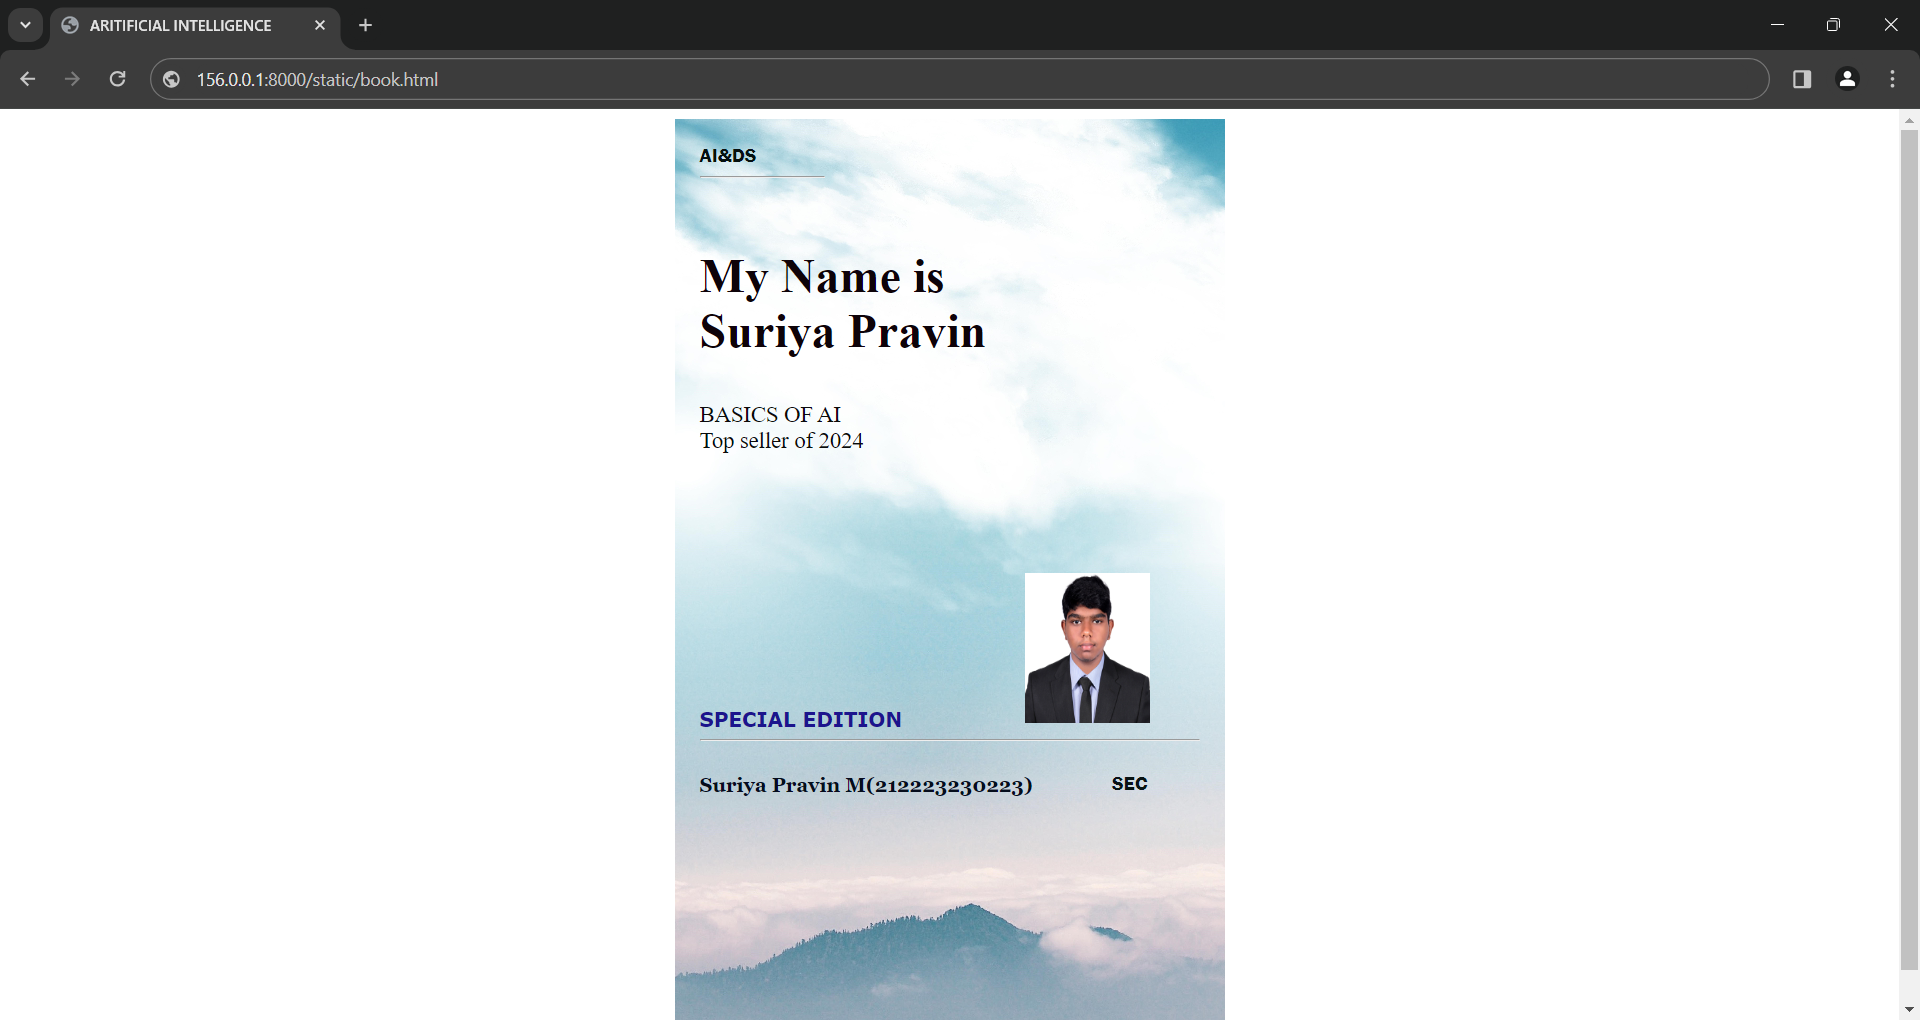 ARITIFICIAL INTELLIGENCE
156.0.0.1:8000/static/book.html
AI&DS
My Name is
Suriya Pravin
BASICS OF AI
Top seller of 2024
SPECIAL EDITION
Suriya Pravin M(212223230223)
SEC